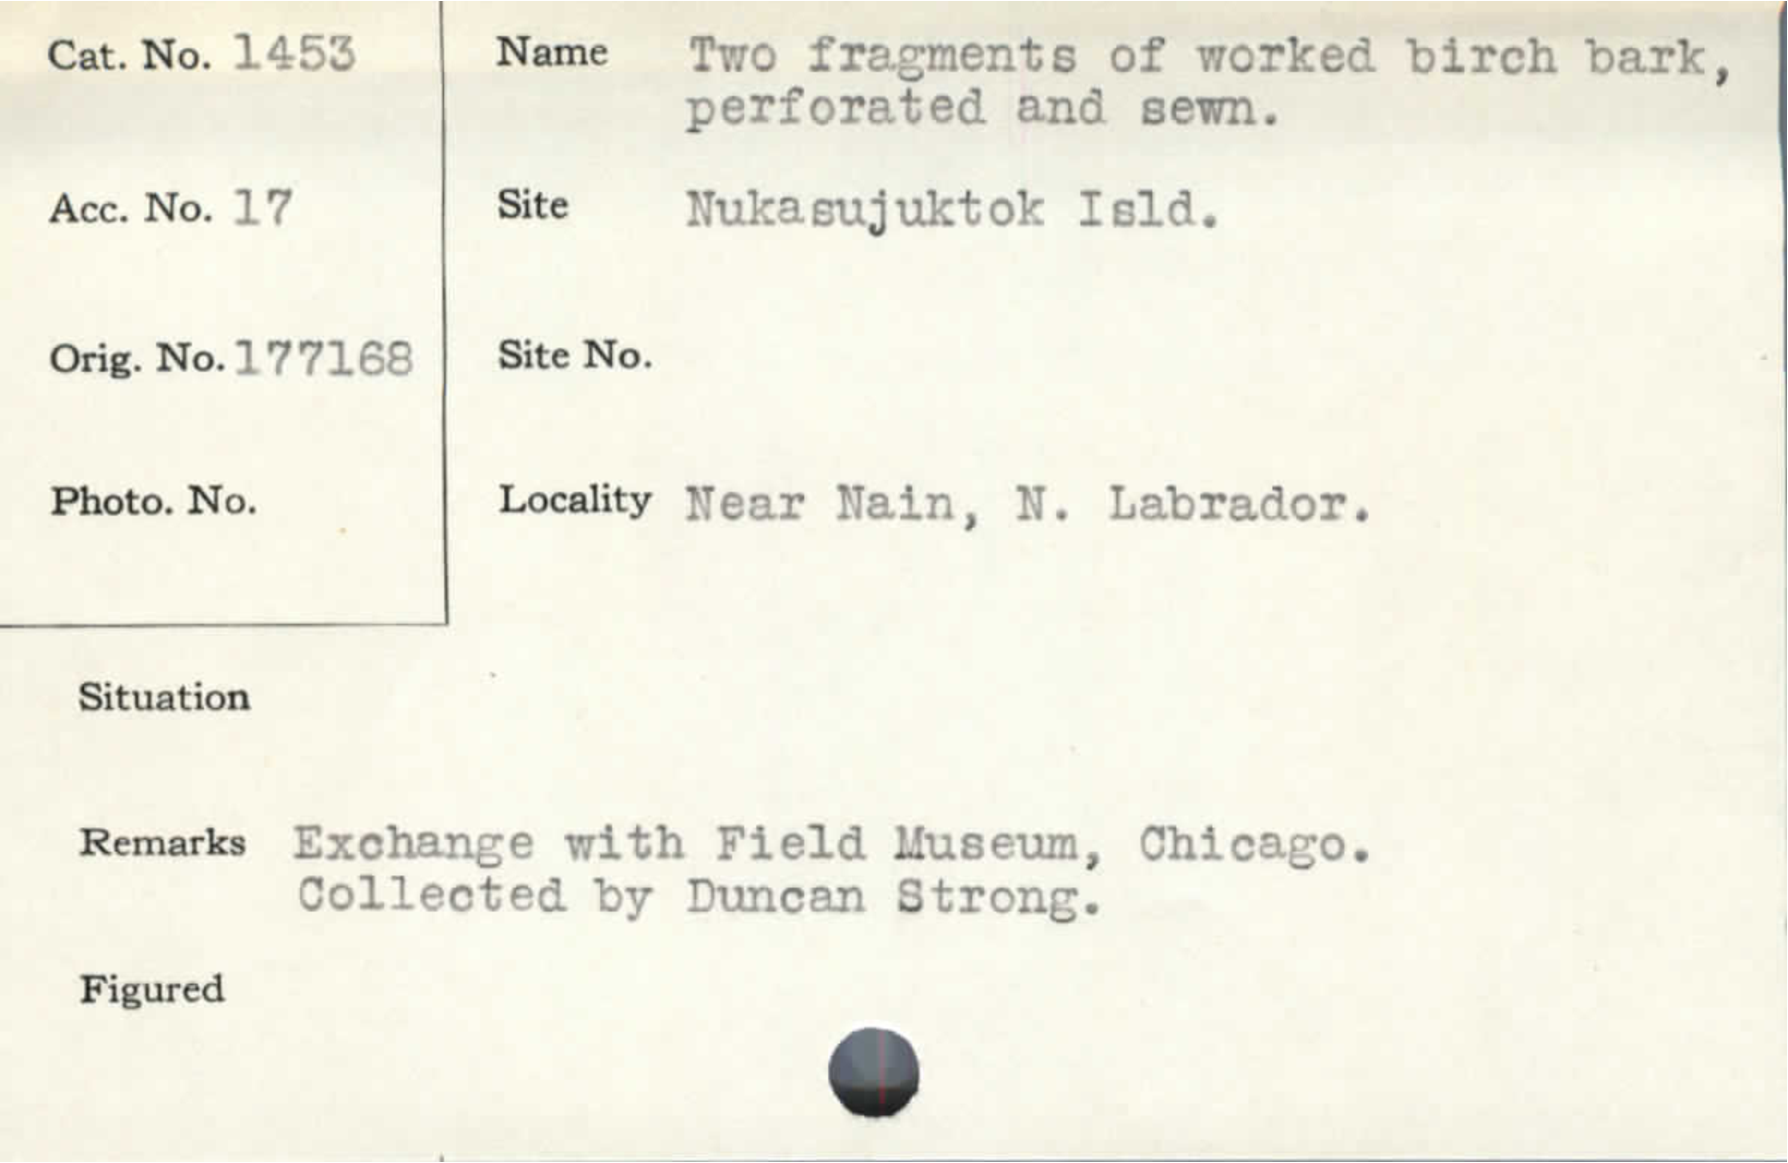 Cat. No. 1453
Name Two fragments of worked birch bark,
perforated and sewn.
Acc. No. 17
Site Nukasujuktok Isld.
Orig. No. 177168
Site No.
Photo. No.
Locality Near Nain, N. Labrador.
Situation
Remarks Exchange with Field Museum, Chicago.
Collected by Duncan Strong.
Figured